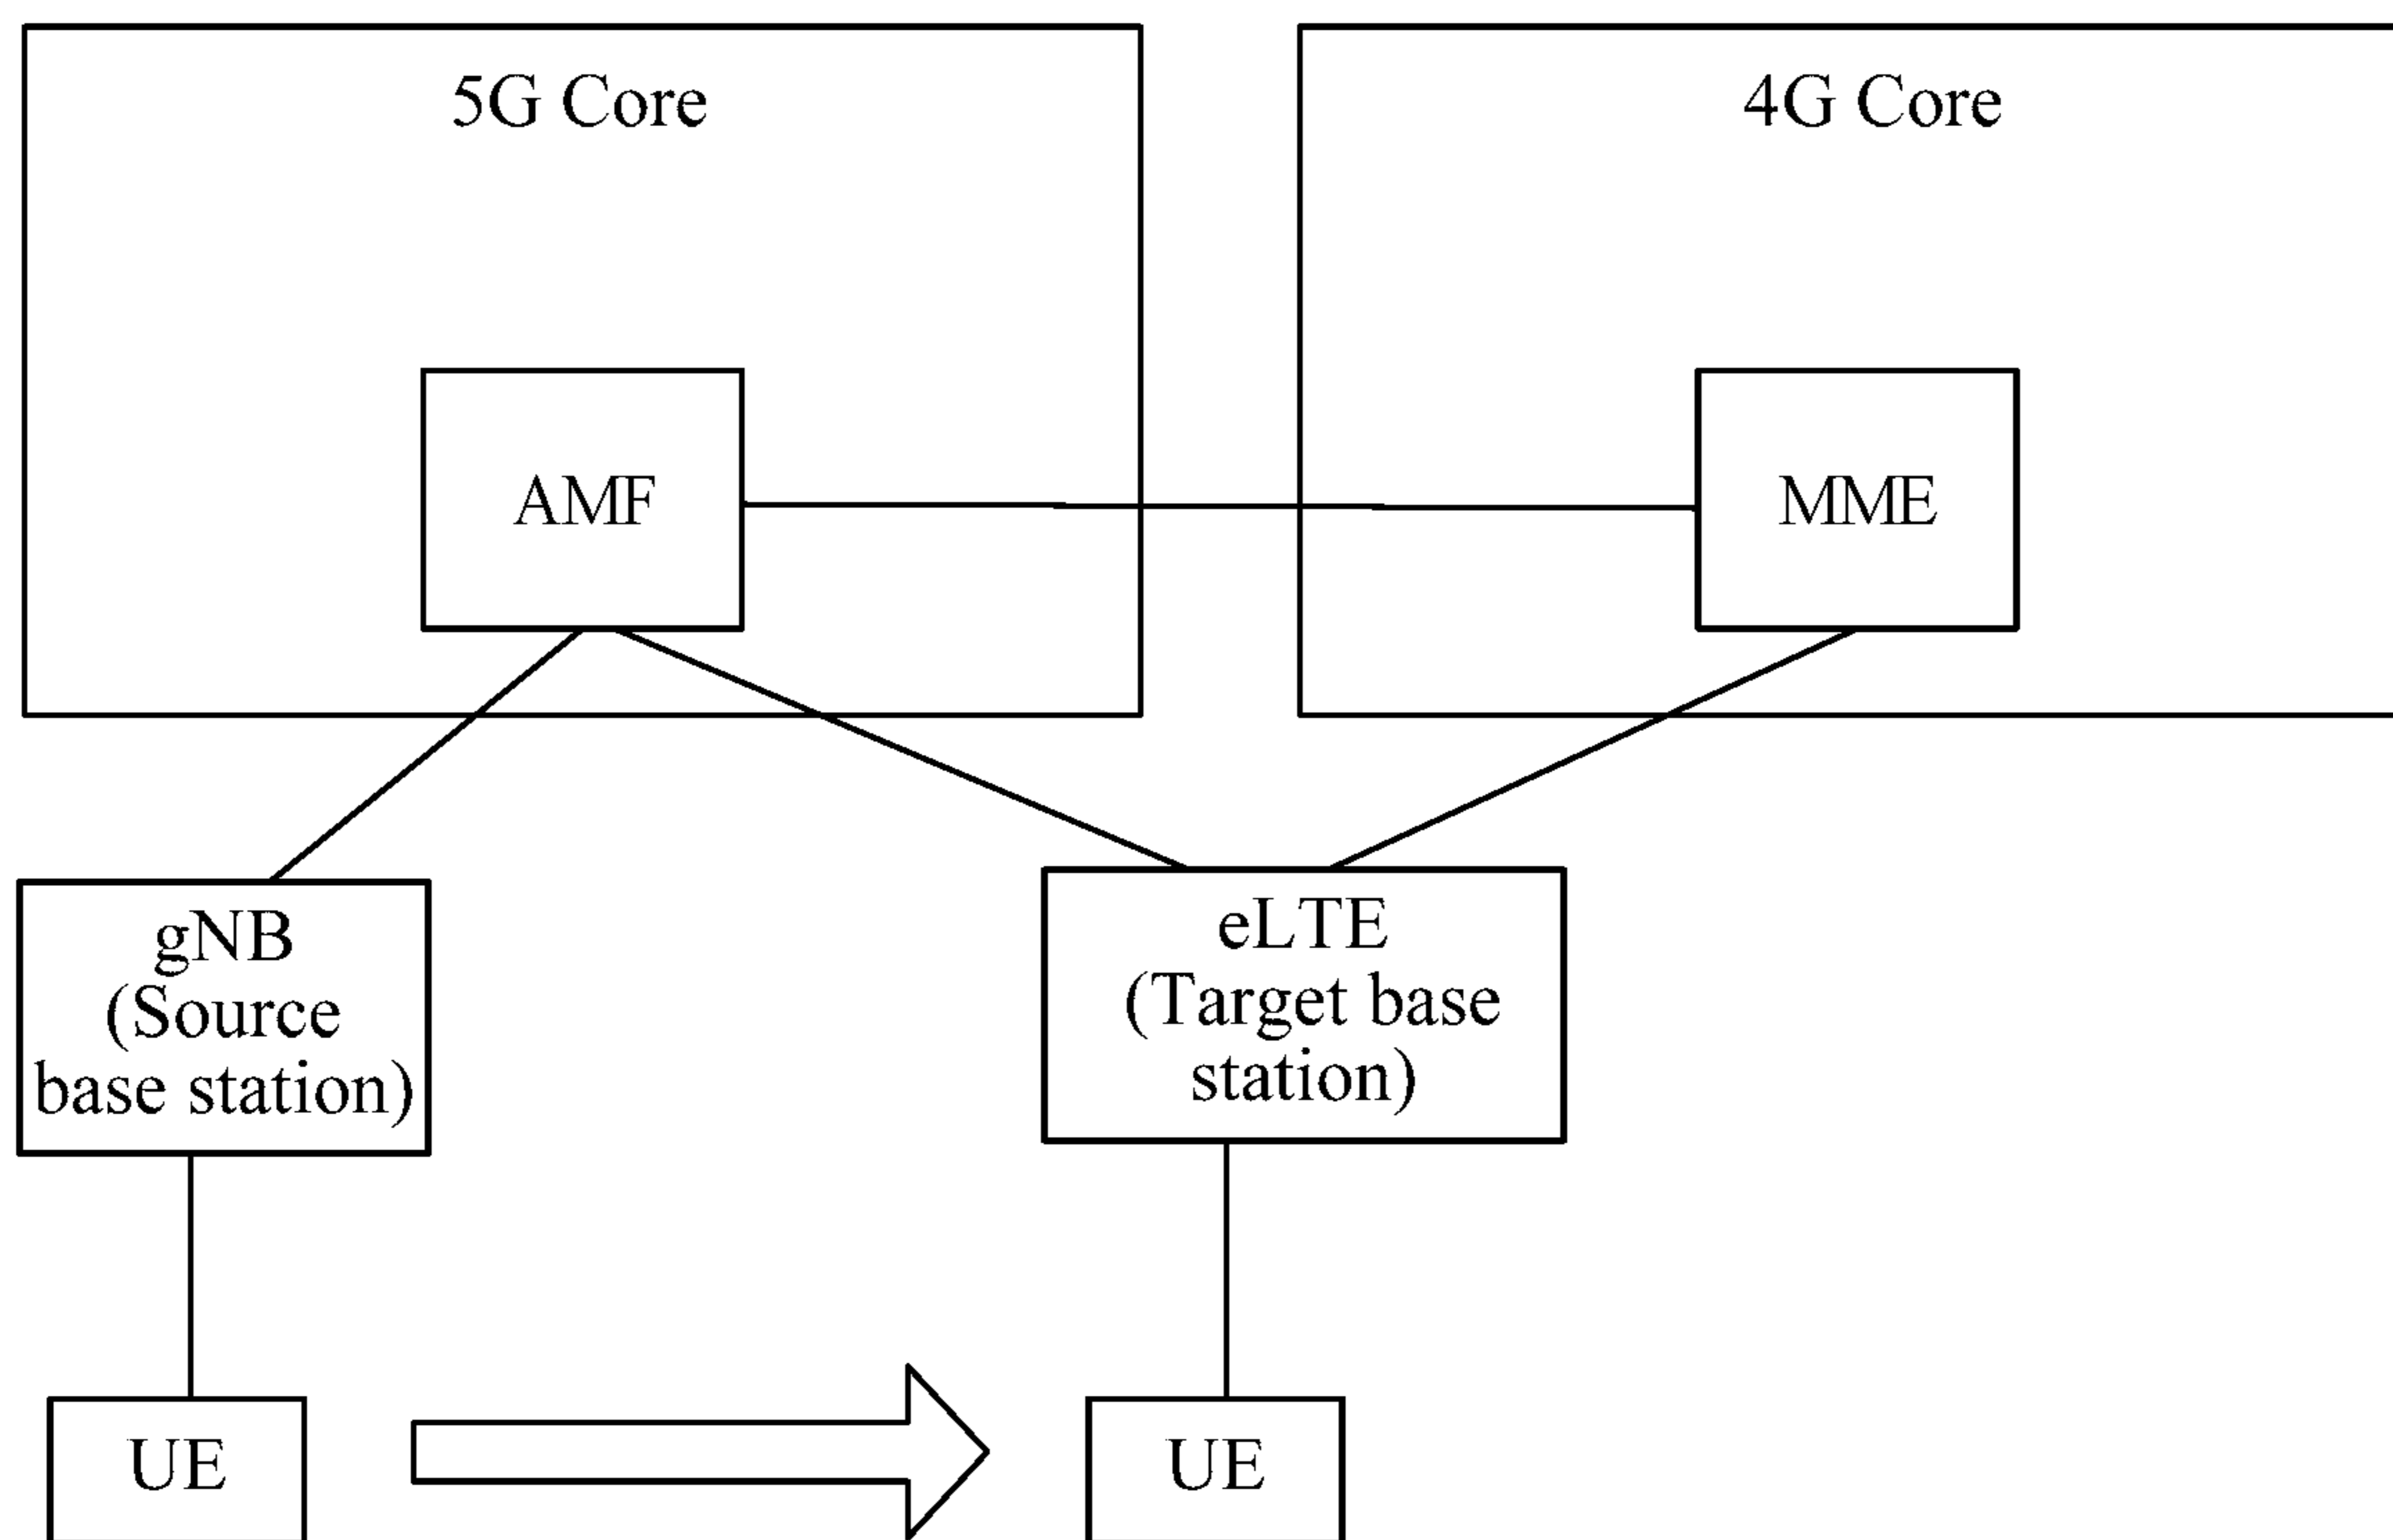 5G Core
4G Core
AMF
MME
gNB
(Source
base station)
eLTE
(Target base
station)
UE
UE